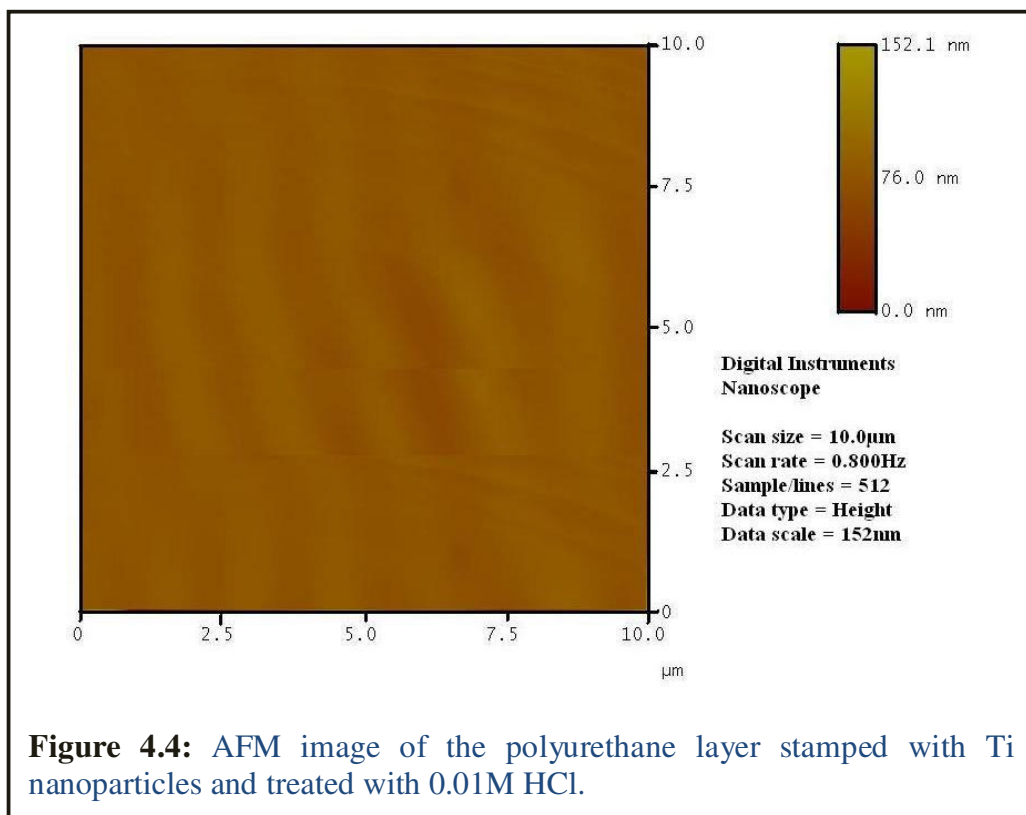 10.0
7.5
5.0
2.5
0
0
2.5
5.0
7.5
10.0
µm
152.1 nm
76.0 nm
0.0 nm
Digital Instruments
Nanoscope
Scan size = 10.0µm
Scan rate = 0.800Hz
Sample/lines = 512
Data type = Height
Data scale = 152nm
Figure 4.4: AFM image of the polyurethane layer stamped with Ti
nanoparticles and treated with 0.01M HCl.